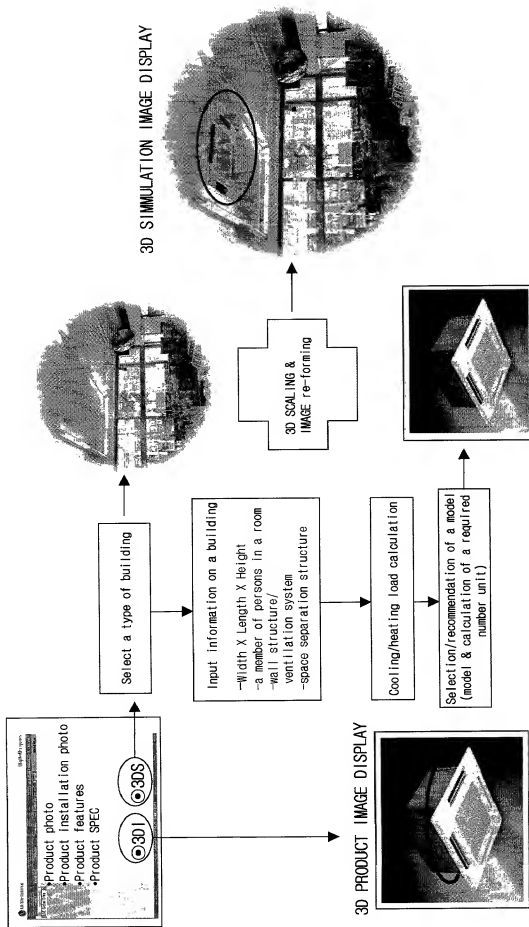 •Product photo
•Product installation photo
•Product features
•Product SPEC
3DI
3DS
3D PRODUCT IMAGE DISPLAY
Select a type of building
Input information on a building
-Width X Length X Height
-a member of persons in a room
-wall structure/
ventilation system
-space separation structure
Cooling/heating load calculation
Selection/recommendation of a model
(model & calculation of a required
number unit)
3D SCALING &
IMAGE re-forming
3D SIMMULATION IMAGE DISPLAY